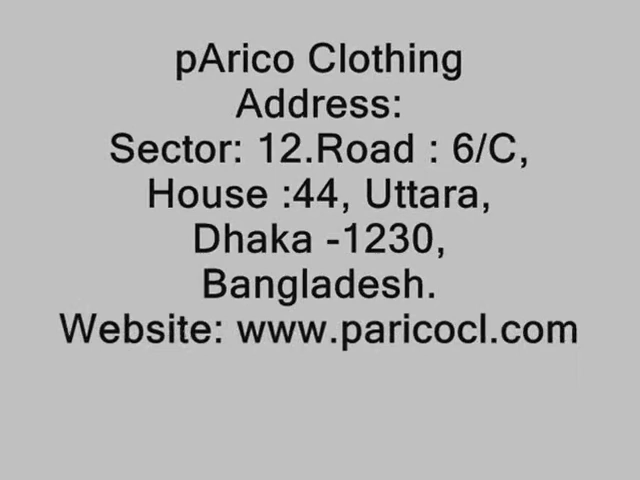 pArico Clothing
Address:
Sector: 12.Road : 6/C,
House :44, Uttara,
Dhaka -1230,
Bangladesh.
Website: www.paricocl.com